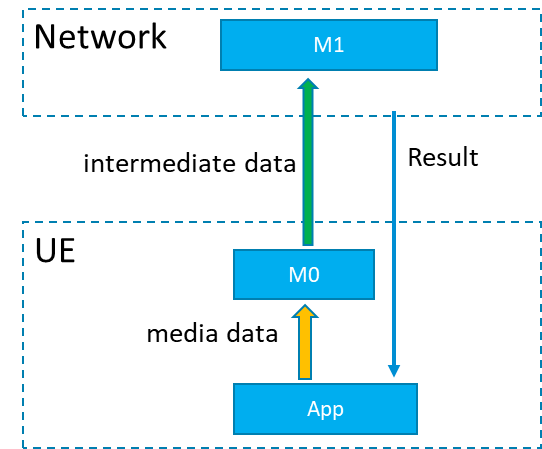 Network
M1
intermediate data
Result
UE
M0
media data
App